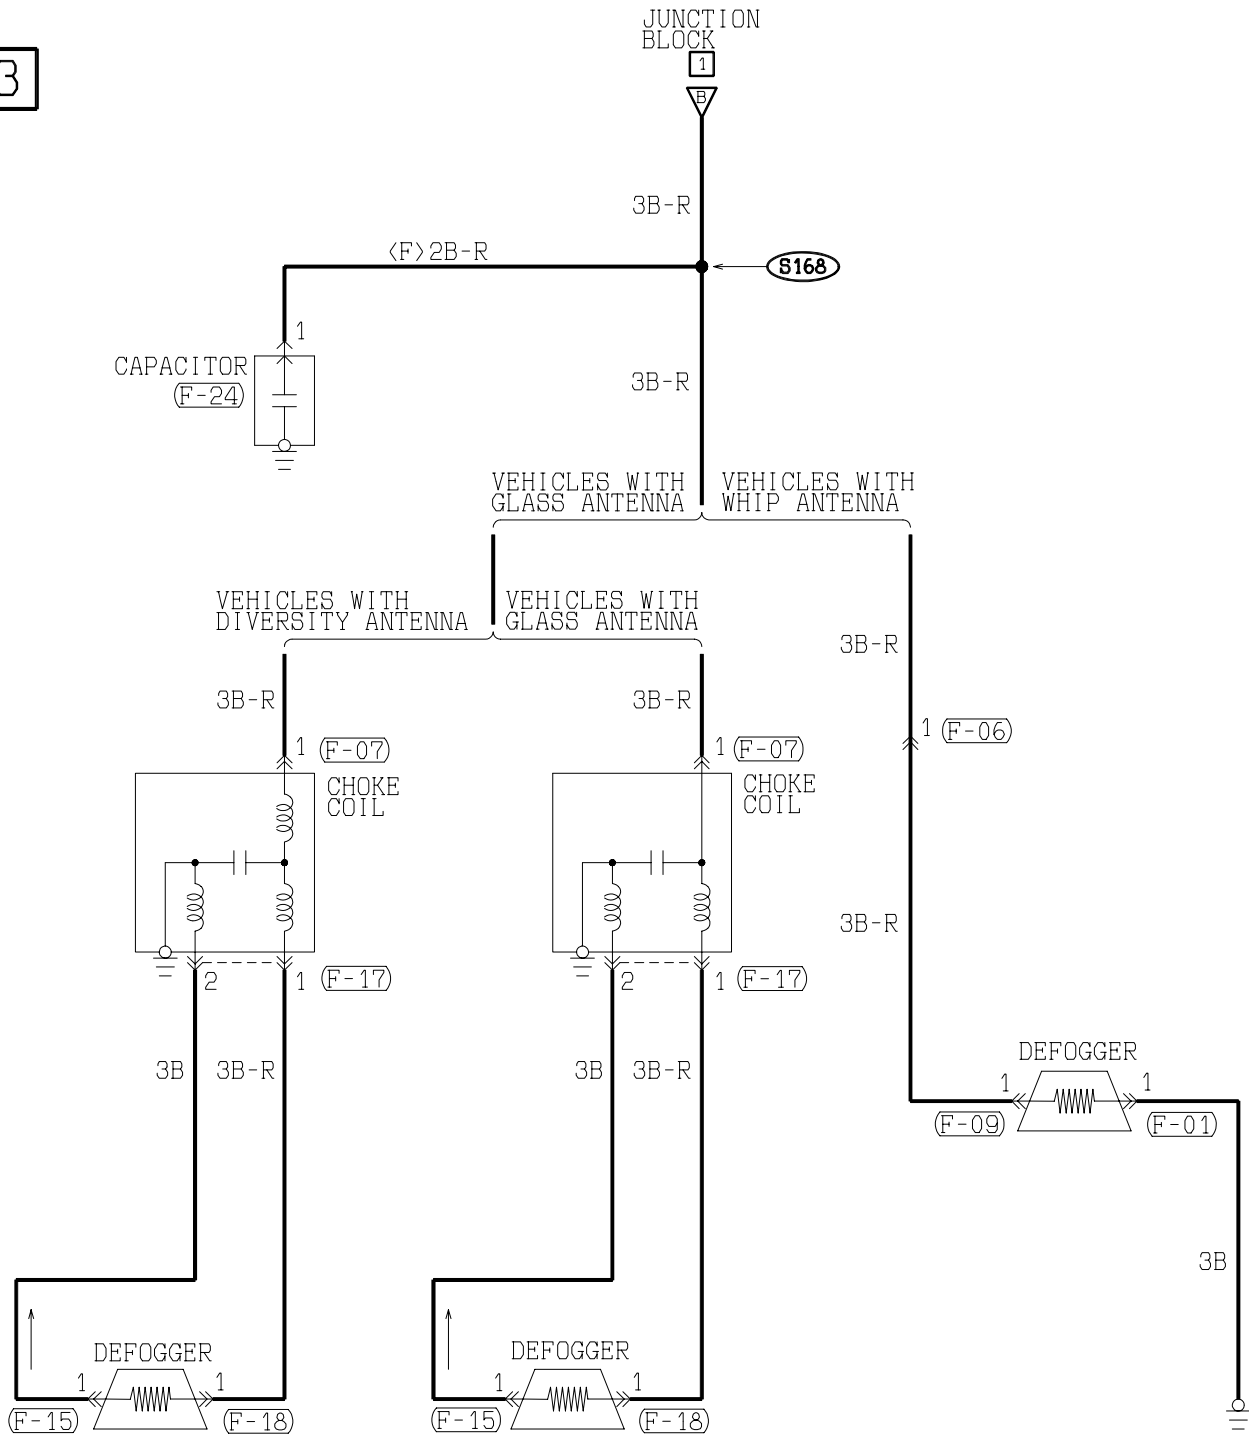 JUNCTION
BLOCK
1
3
B
3B-R
<F>2B-R
S168
1
CAPACITOR
F-24
3B-R
VEHICLES WITH
GLASS ANTENNA
VEHICLES WITH
WHIP ANTENNA
VEHICLES WITH
DIVERSITY ANTENNA
VEHICLES WITH
GLASS ANTENNA
3B-R
3B-R
3B-R
1 F-06
1 F-07
1 F-07
CHOKE
COIL
CHOKE
COIL
3B-R
2
1 F-17
2
1 F-17
3B
3B-R
3B
3B-R
DEFOGGER
1
1
F-09
F-01
3B
DEFOGGER
1
1
F-15
F-18
DEFOGGER
1
1
F-15
F-18